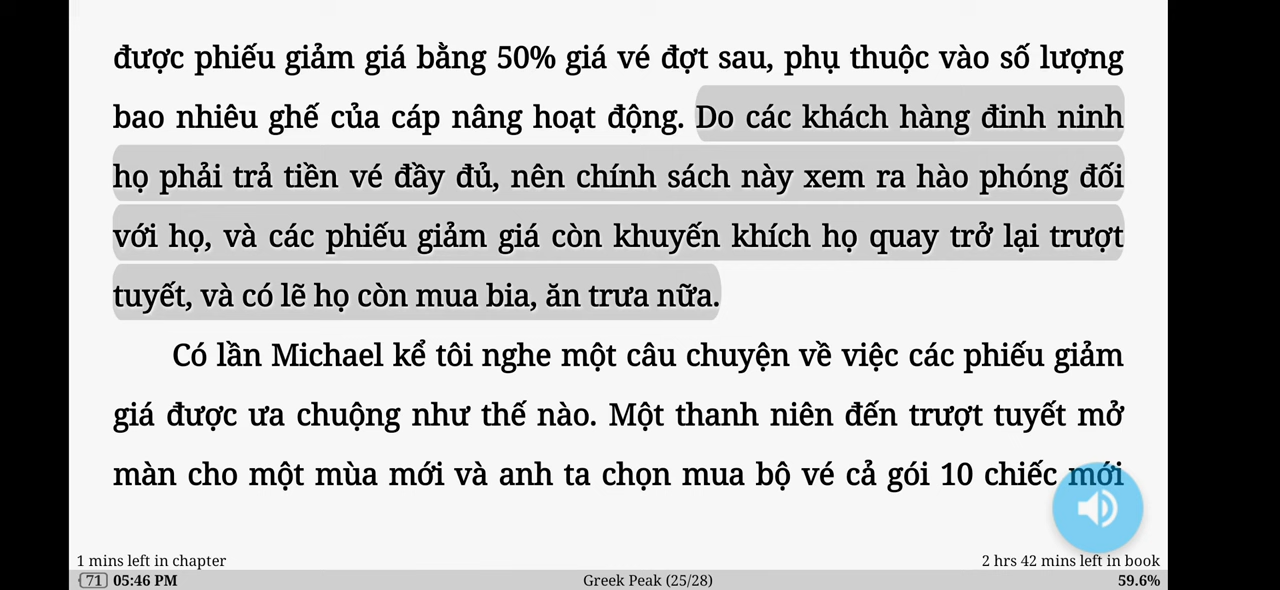 được phiếu giảm giá bằng 50% giá vé đợt sau, phụ thuộc vào số lượng
bao nhiêu ghế của cáp nâng hoạt động. Do các khách hàng đinh ninh
họ phải trả tiền vé đầy đủ, nên chính sách này xem ra hào phóng đối
với họ, và các phiếu giảm giá còn khuyến khích họ quay trở lại trượt
tuyết, và có lẽ họ còn mua bia, ăn trưa nữa.
Có lần Michael kể tôi nghe một câu chuyện về việc các phiếu giảm
giá được ưa chuộng như thế nào. Một thanh niên đến trượt tuyết mở
màn cho một mùa mới và anh ta chọn mua bộ vé cả gói 10 chiếc mới
1 mins left in chapter
2 hrs 42 mins left in book
71 05:46 PM
Greek Peak (25/28)
59.6%